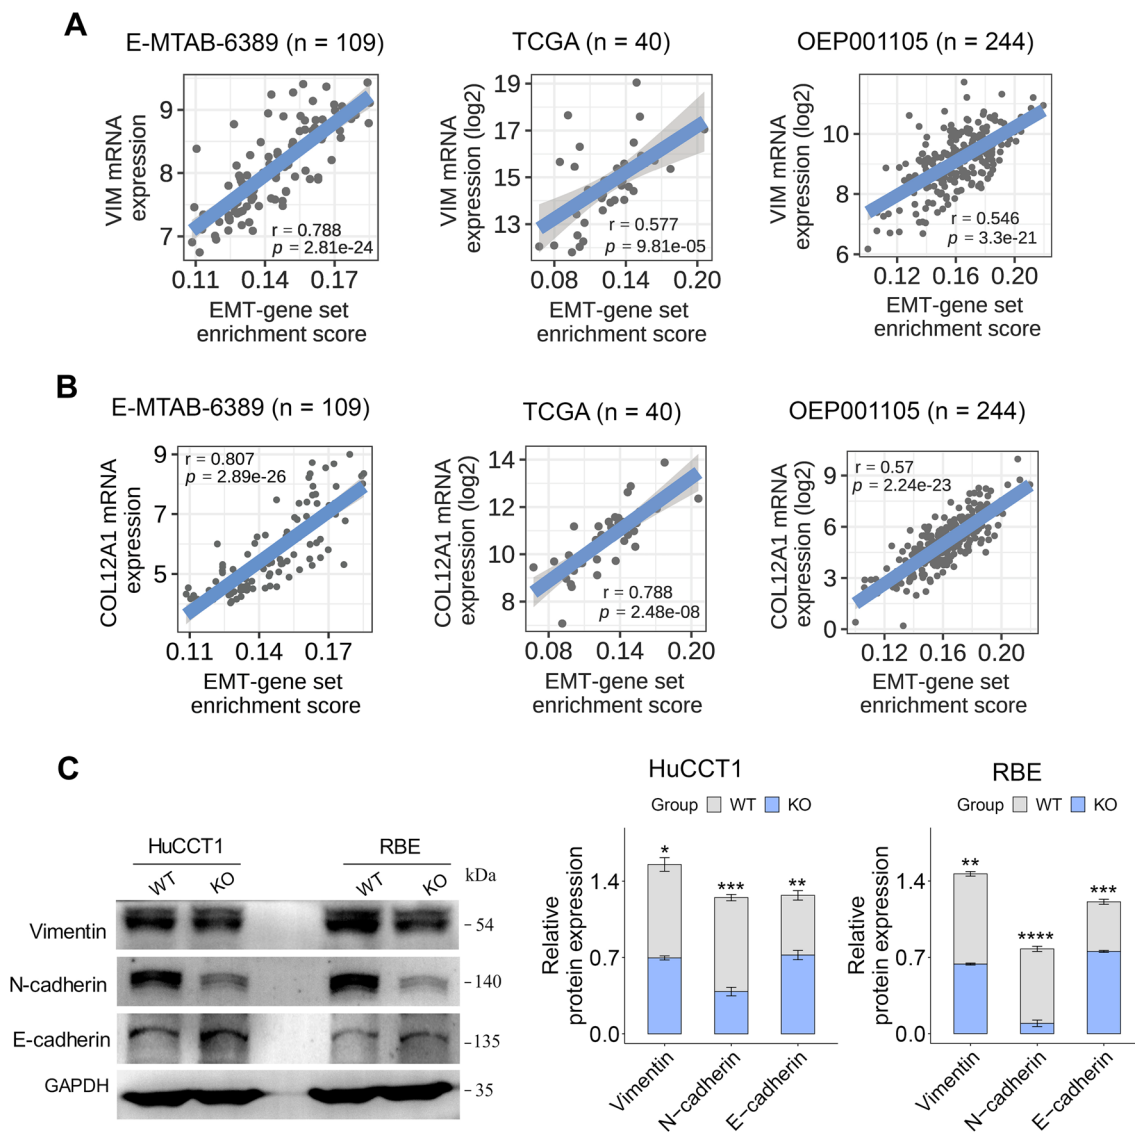 A
E-MTAB-6389 (n = 109)
TCGA (n = 40)
OEP001105 (n = 244)
VIM mRNA
expression
9
8
7
r = 0.788
p = 2.81e-24
0.11
0.14
0.17
EMT-gene set
enrichment score
VIM mRNA
expression (log2)
19
17
15
13
r = 0.577
p = 9.81e-05
0.08
0.14
0.20
EMT-gene set
enrichment score
VIM mRNA
expression (log2)
10
8
6
r = 0.546
p = 3.3e-21
0.12
0.16
0.20
EMT-gene set
enrichment score
B
E-MTAB-6389 (n = 109)
TCGA (n = 40)
OEP001105 (n = 244)
COL12A1 mRNA
expression
9
7
5
r = 0.807
p = 2.89e-26
0.11
0.14
0.17
EMT-gene set
enrichment score
COL12A1 mRNA
expression (log2)
14
12
10
8
r = 0.788
p = 2.48e-08
0.08
0.14
0.20
EMT-gene set
enrichment score
COL12A1 mRNA
expression (log2)
9
6
3
0
r = 0.57
p = 2.24e-23
0.12
0.16
0.20
EMT-gene set
enrichment score
C
HuCCT1
RBE
WT
KO
WT
KO
kDa
Vimentin
54
N-cadherin
140
E-cadherin
135
GAPDH
35
HuCCT1
Group WT KO
Relative
protein expression
1.4
0.7
0.0
*
***
**
Vimentin
N−cadherin
E−cadherin
RBE
Group WT KO
Relative
protein expression
1.4
0.7
0.0
**
****
***
Vimentin
N−cadherin
E−cadherin